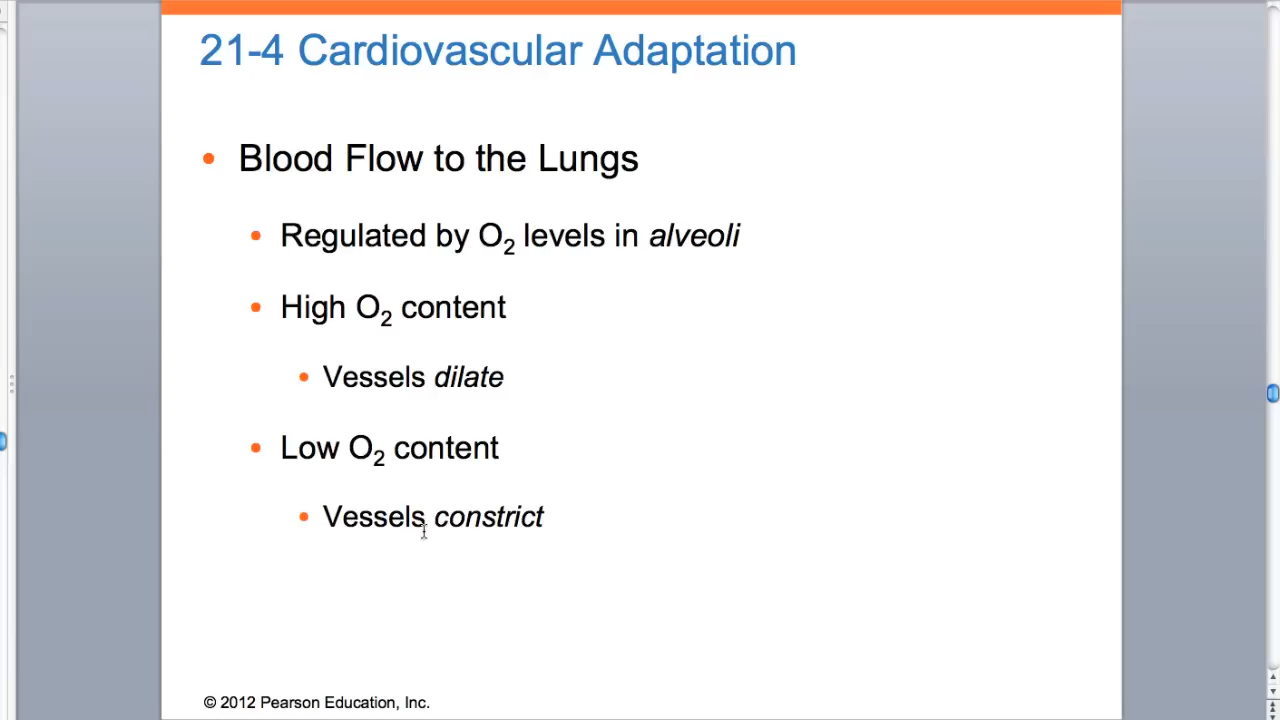 21-4 Cardiovascular Adaptation
• Blood Flow to the Lungs
• Regulated by O₂ levels in alveoli
• High O₂ content
• Vessels dilate
• Low O₂ content
• Vessels constrict
© 2012 Pearson Education, Inc.